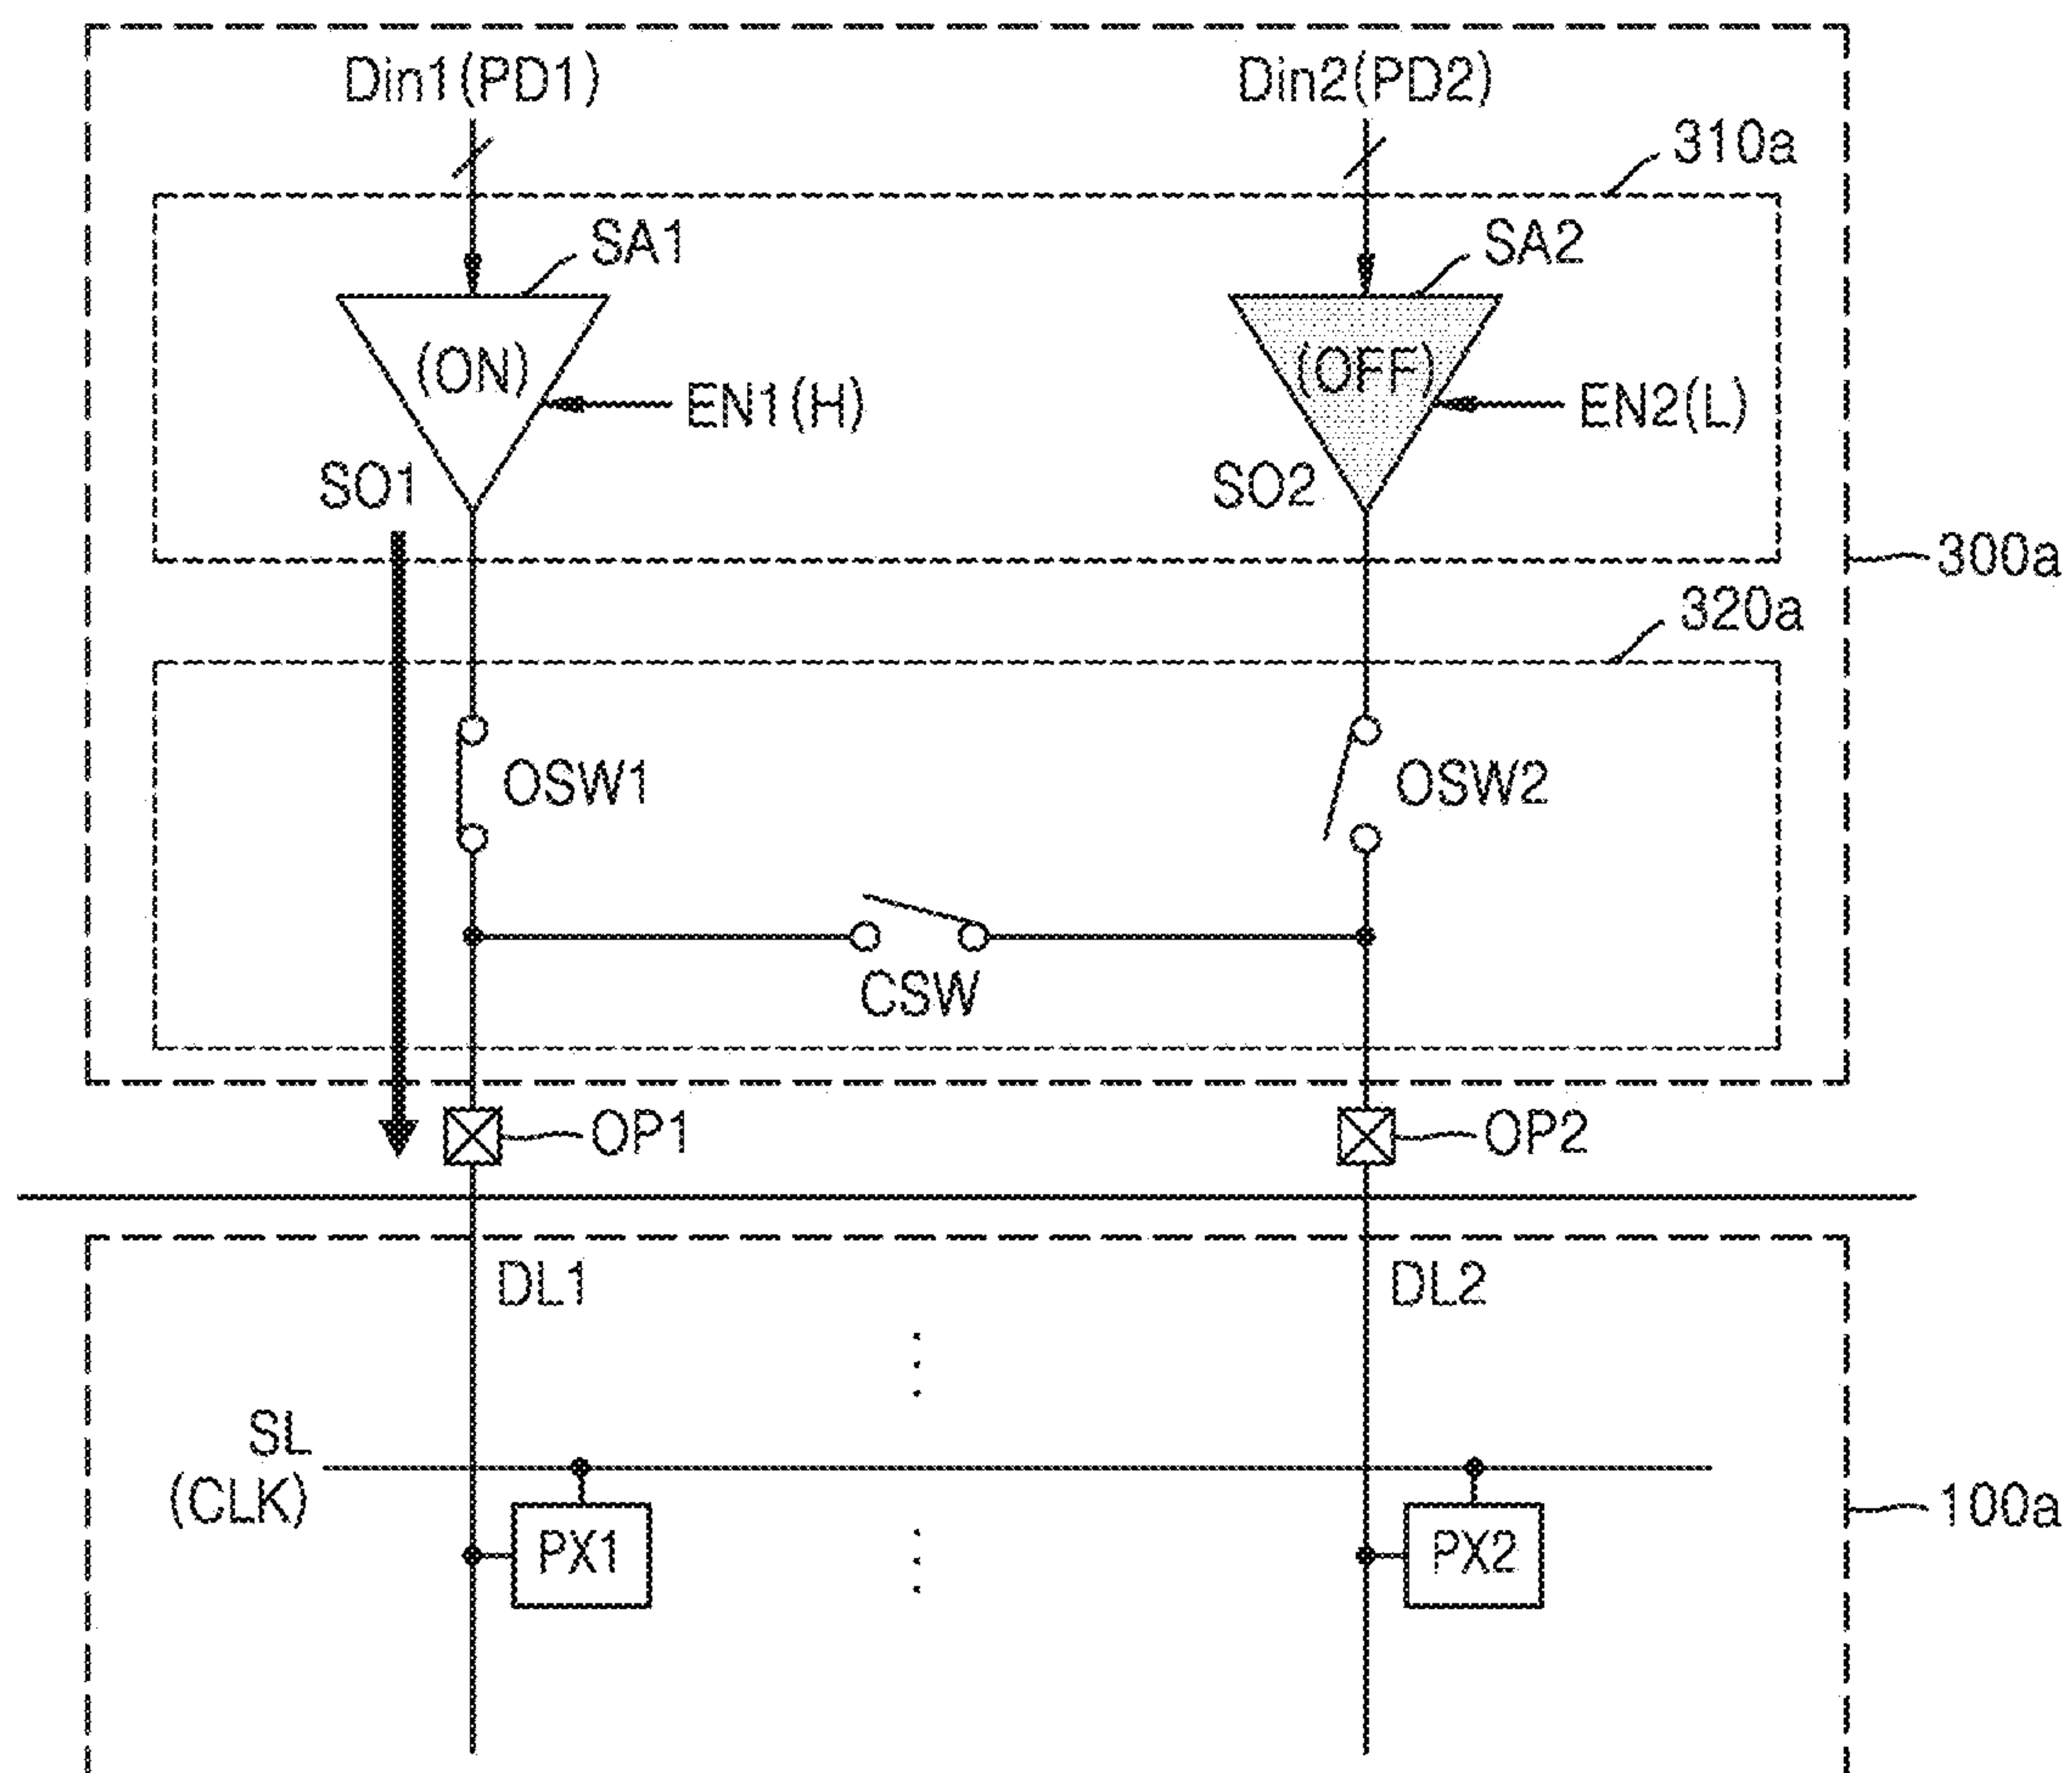 Din1(PD1)
Din2(PD2)
310a
SA1
SA2
(ON)
(OFF)
EN1(H)
EN2(L)
SO1
SO2
300a
320a
OSW1
OSW2
CSW
OP1
OP2
DL1
DL2
SL
(CLK)
100a
PX1
PX2